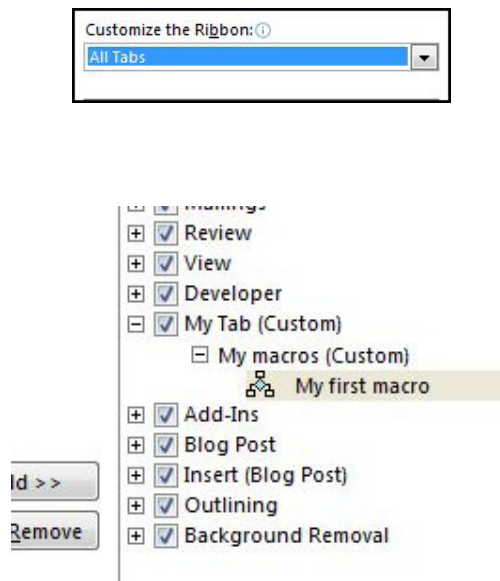 Customize the Ribbon:
All Tabs
Review
View
Developer
My Tab (Custom)
My macros (Custom)
My first macro
Add-Ins
Blog Post
Insert (Blog Post)
ld >>
Outlining
Remove
Background Removal